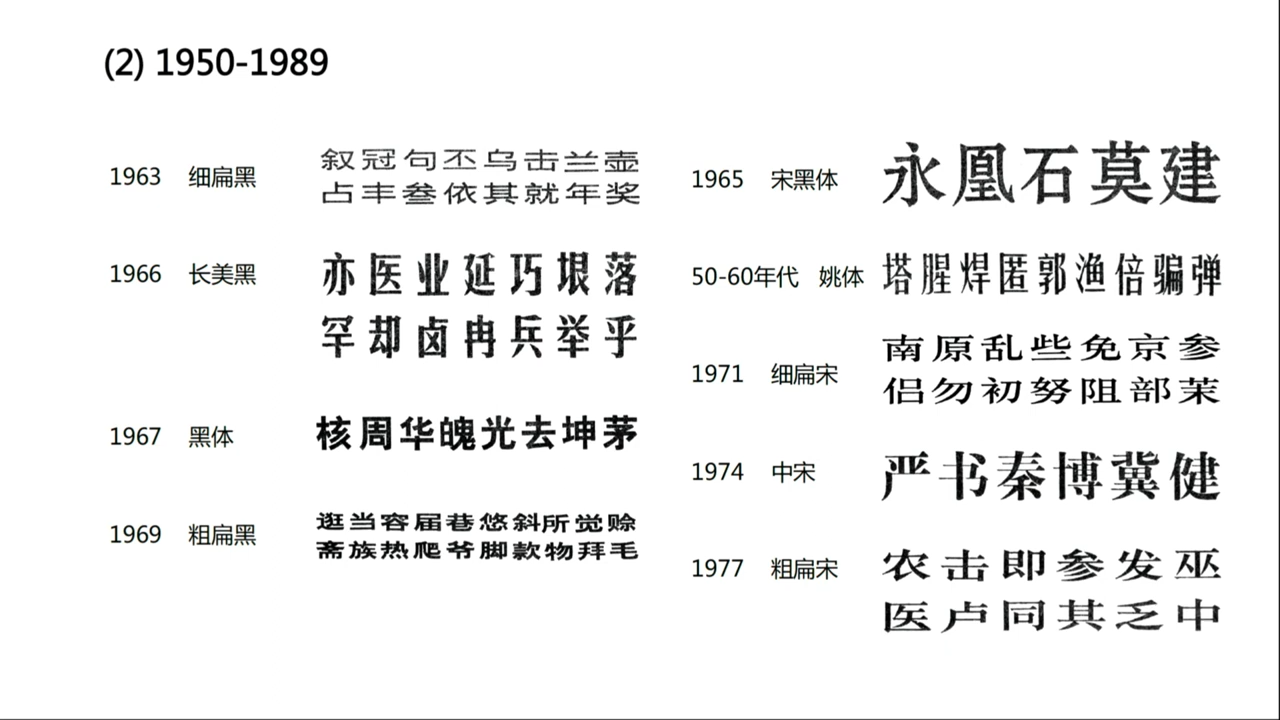 (2) 1950-1989
1963 细扁黑
叙冠句丕乌击兰壶
占丰叁依其就年奖
1966 长美黑
亦医业延巧垠落
罕却卤冉兵举乎
1967 黑体
核周华魄光去坤茅
1969 粗扁黑
逛当容届巷悠斜所觉赊
斋族热爬爷脚款物拜毛
1965 宋黑体
永凰石莫建
50-60年代 姚体
塔腥焊匿郭渔倍骗弹
1971 细扁宋
南原乱些免京参
侣勿初努阻部茉
1974 中宋
严书秦博冀健
1977 粗扁宋
农击即参发巫
医卢同其乏中